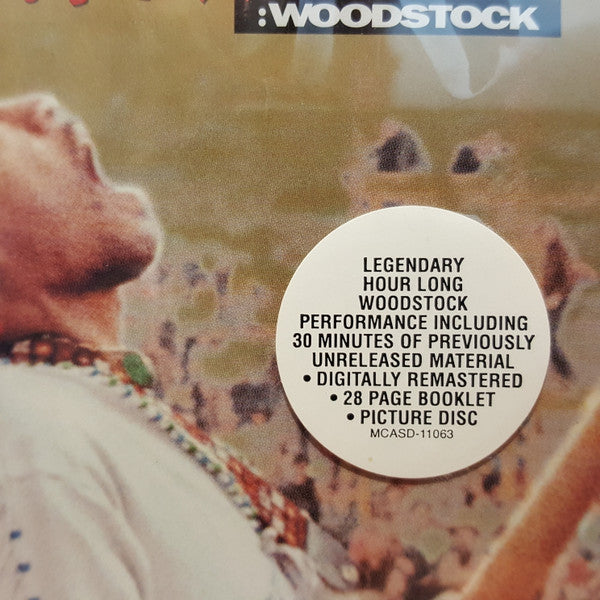 :WOODSTOCK
LEGENDARY
HOUR LONG
WOODSTOCK
PERFORMANCE INCLUDING
30 MINUTES OF PREVIOUSLY
UNRELEASED MATERIAL
• DIGITALLY REMASTERED
• 28 PAGE BOOKLET
• PICTURE DISC
MCASD-11063